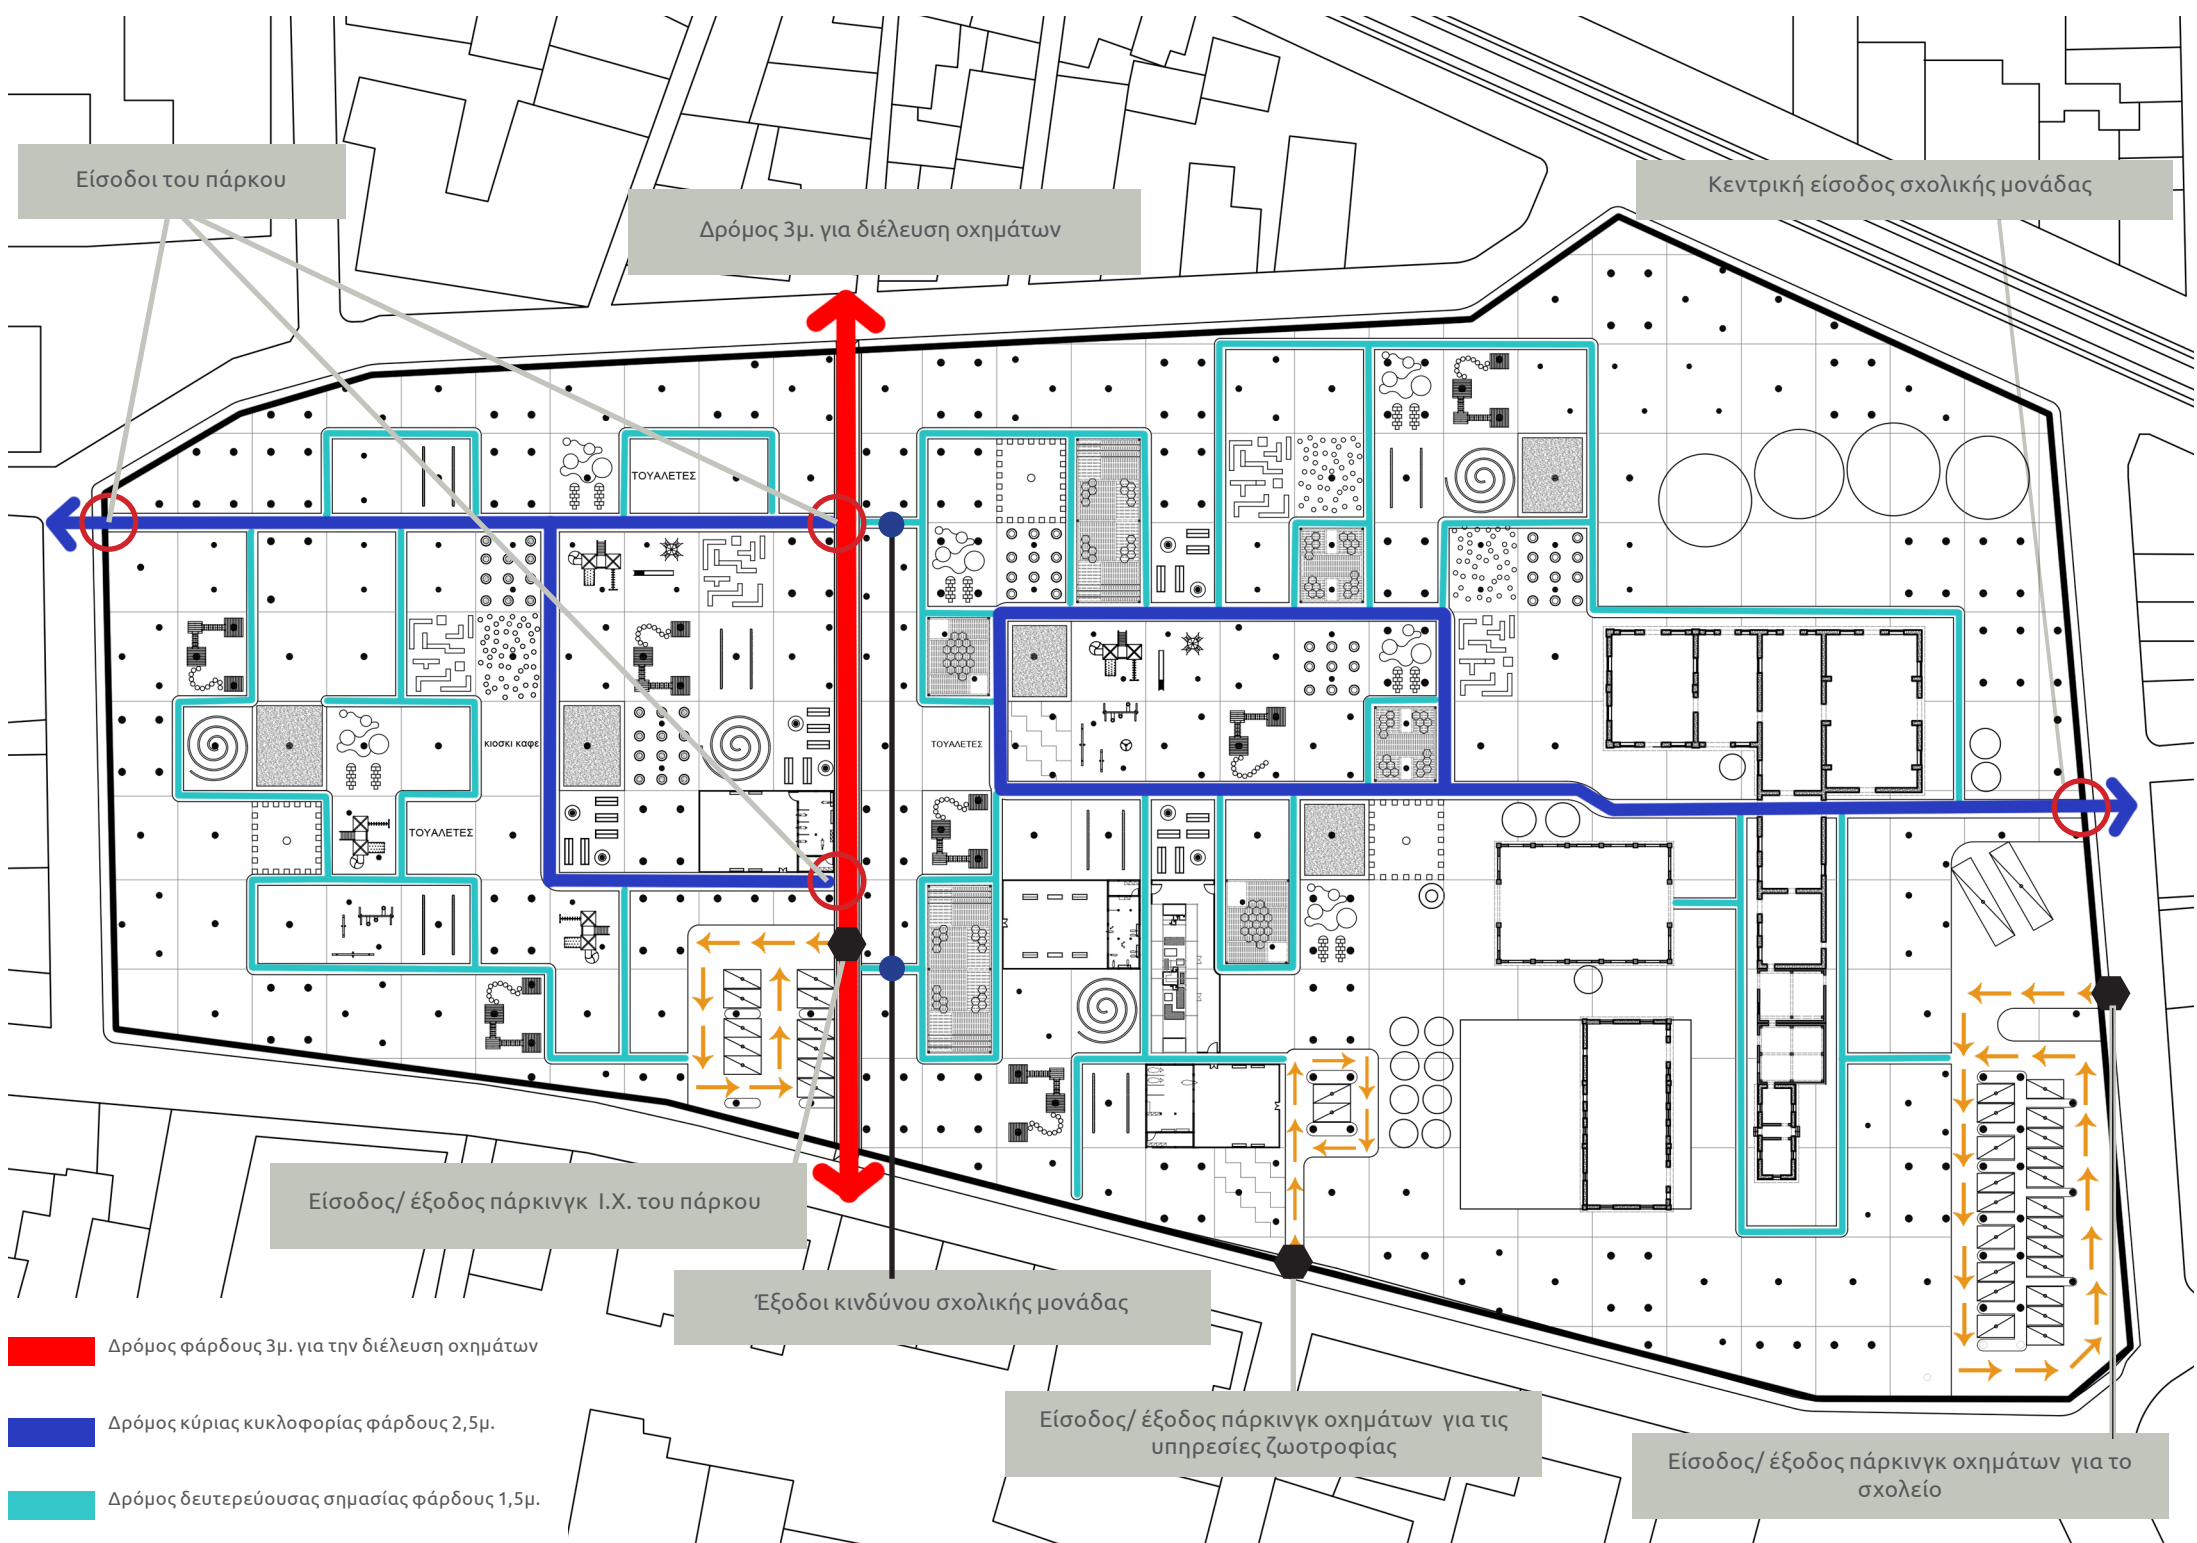 Είσοδοι του πάρκου
Κεντρική είσοδος σχολικής μονάδας
Δρόμος 3μ. για διέλευση οχημάτων
ΤΟΥΑΛΕΤΕΣ
ΚΙΟΣΚΙ ΚΑΦΕ
ΤΟΥΑΛΕΤΕΣ
ΤΟΥΑΛΕΤΕΣ
Είσοδος/ έξοδος πάρκινγκ Ι.Χ. του πάρκου
Έξοδοι κινδύνου σχολικής μονάδας
Δρόμος φάρδους 3μ. για την διέλευση οχημάτων
Δρόμος κύριας κυκλοφορίας φάρδους 2,5μ.
Είσοδος/ έξοδος πάρκινγκ οχημάτων για τις
υπηρεσίες ζωοτροφίας
Είσοδος/ έξοδος πάρκινγκ οχημάτων για το
σχολείο
Δρόμος δευτερεύουσας σημασίας φάρδους 1,5μ.